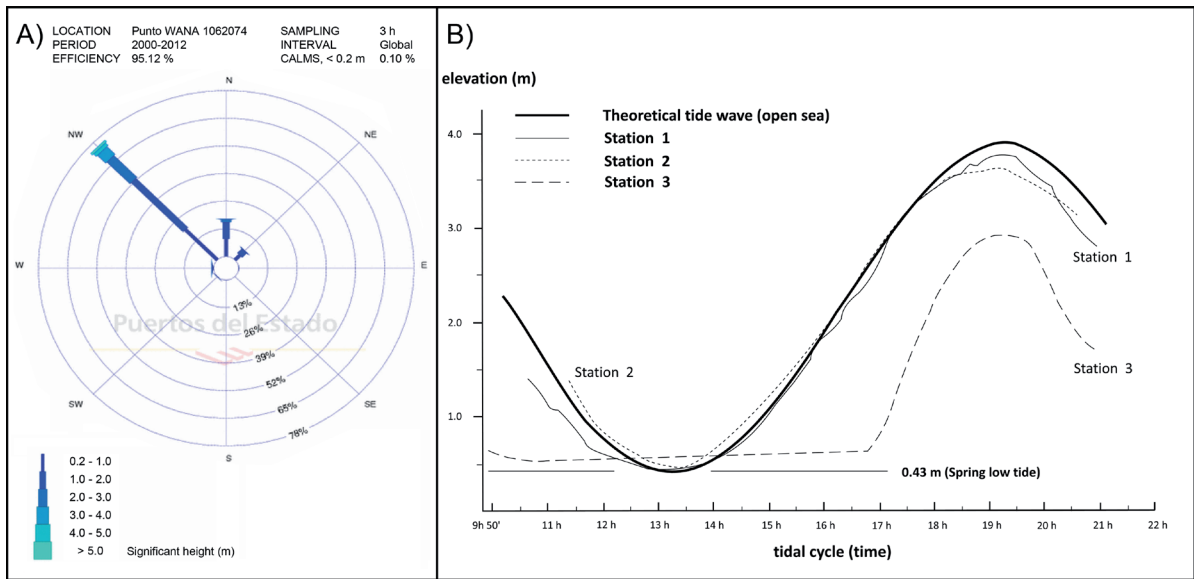 A)
LOCATION Punto WANA 1062074 SAMPLING 3 h
PERIOD 2000-2012 INTERVAL Global
EFFICIENCY 95.12 % CALMS, < 0.2 m 0.10 %
N
NW NE
W E
13%
26%
39%
52%
65%
78%
Puertos del Estado
SW SE
S
0.2 - 1.0
1.0 - 2.0
2.0 - 3.0
3.0 - 4.0
4.0 - 5.0
> 5.0 Significant height (m)
B)
elevation (m)
Theoretical tide wave (open sea)
Station 1
Station 2
Station 3
4.0
3.0
2.0
1.0
Station 1
Station 2
Station 3
0.43 m (Spring low tide)
9h 50' 11 h 12 h 13 h 14 h 15 h 16 h 17 h 18 h 19 h 20 h 21 h 22 h
tidal cycle (time)